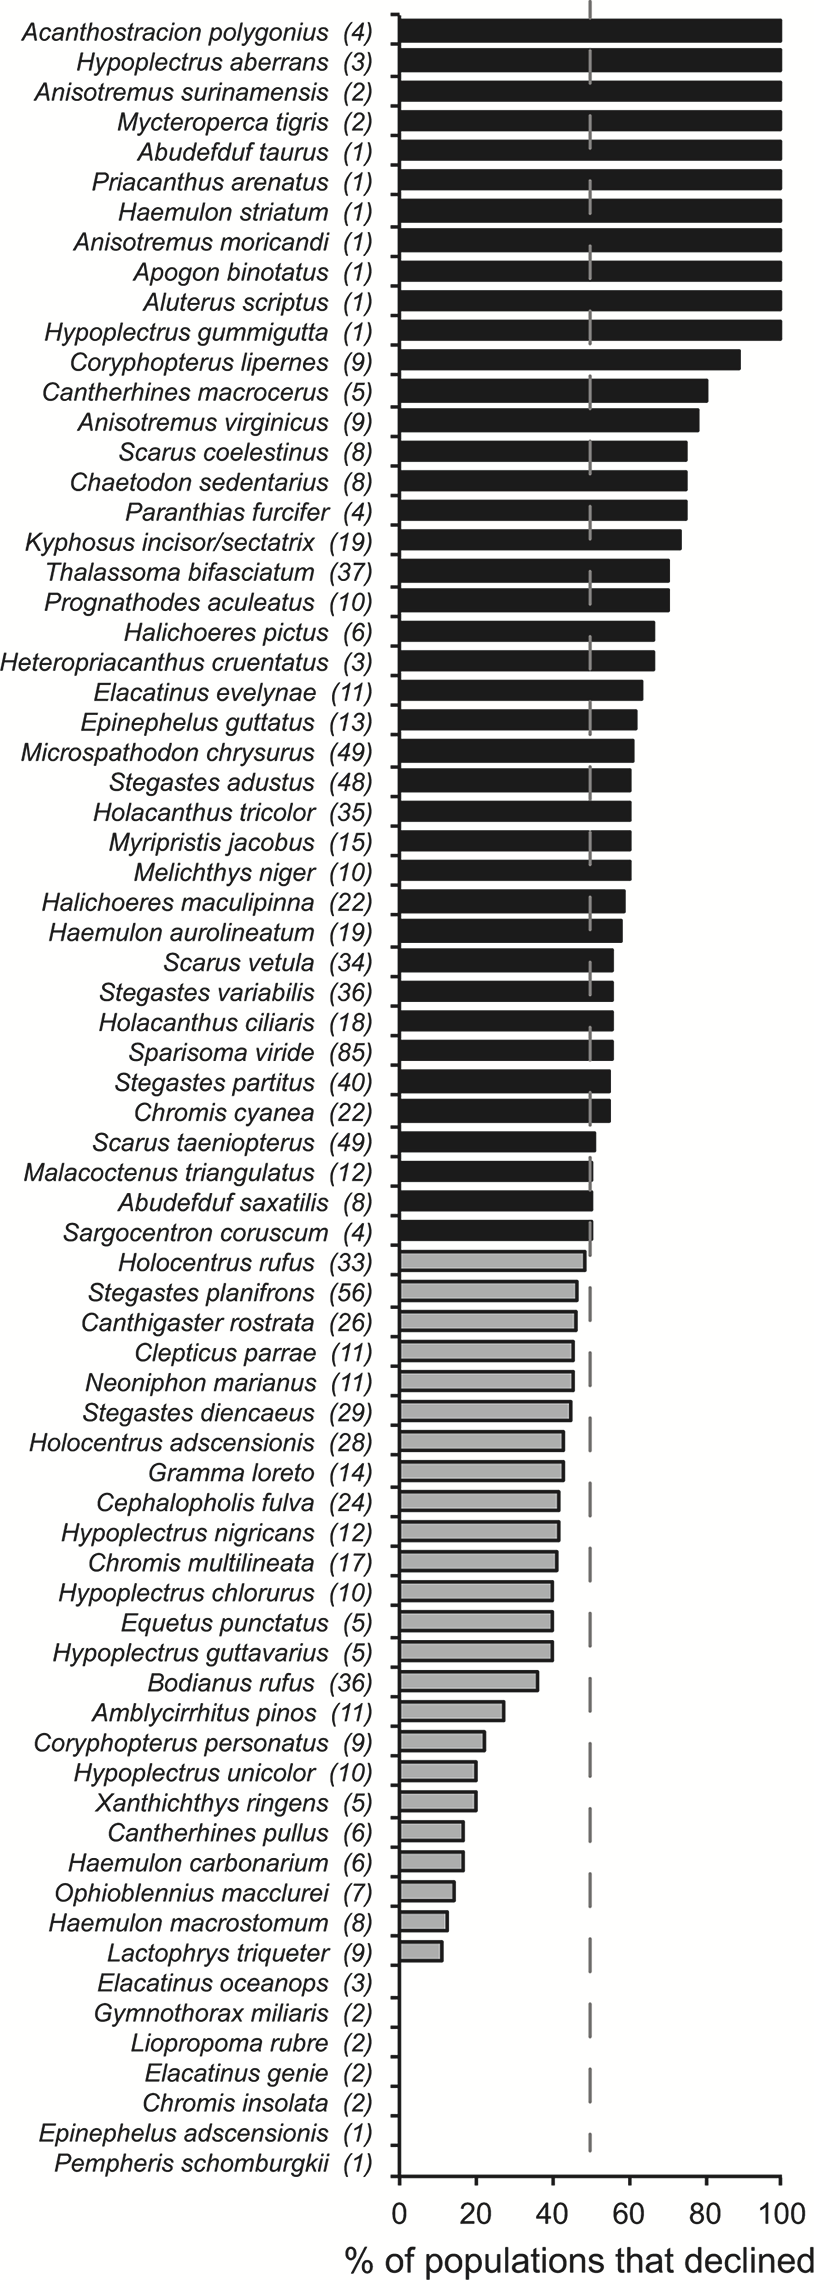 Acanthostracion polygonius (4)
Hypoplectrus aberrans (3)
Anisotremus surinamensis (2)
Mycteroperca tigris (2)
Abudefduf taurus (1)
Priacanthus arenatus (1)
Haemulon striatum (1)
Anisotremus moricandi (1)
Apogon binotatus (1)
Aluterus scriptus (1)
Hypoplectrus gummigutta (1)
Coryphopterus lipernes (9)
Cantherhines macrocerus (5)
Anisotremus virginicus (9)
Scarus coelestinus (8)
Chaetodon sedentarius (8)
Paranthias furcifer (4)
Kyphosus incisor/sectatrix (19)
Thalassoma bifasciatum (37)
Prognathodes aculeatus (10)
Halichoeres pictus (6)
Heteropriacanthus cruentatus (3)
Elacatinus evelynae (11)
Epinephelus guttatus (13)
Microspathodon chrysurus (49)
Stegastes adustus (48)
Holacanthus tricolor (35)
Myripristis jacobus (15)
Melichthys niger (10)
Halichoeres maculipinna (22)
Haemulon aurolineatum (19)
Scarus vetula (34)
Stegastes variabilis (36)
Holacanthus ciliaris (18)
Sparisoma viride (85)
Stegastes partitus (40)
Chromis cyanea (22)
Scarus taeniopterus (49)
Malacoctenus triangulatus (12)
Abudefduf saxatilis (8)
Sargocentron coruscum (4)
Holocentrus rufus (33)
Stegastes planifrons (56)
Canthigaster rostrata (26)
Clepticus parrae (11)
Neoniphon marianus (11)
Stegastes diencaeus (29)
Holocentrus adscensionis (28)
Gramma loreto (14)
Cephalopholis fulva (24)
Hypoplectrus nigricans (12)
Chromis multilineata (17)
Hypoplectrus chlorurus (10)
Equetus punctatus (5)
Hypoplectrus guttavarius (5)
Bodianus rufus (36)
Amblycirrhitus pinos (11)
Coryphopterus personatus (9)
Hypoplectrus unicolor (10)
Xanthichthys ringens (5)
Cantherhines pullus (6)
Haemulon carbonarium (6)
Ophioblennius macclurei (7)
Haemulon macrostomum (8)
Lactophrys triqueter (9)
Elacatinus oceanops (3)
Gymnothorax miliaris (2)
Liopropoma rubre (2)
Elacatinus genie (2)
Chromis insolata (2)
Epinephelus adscensionis (1)
Pempheris schomburgkii (1)
0 20 40 60 80 100
% of populations that declined